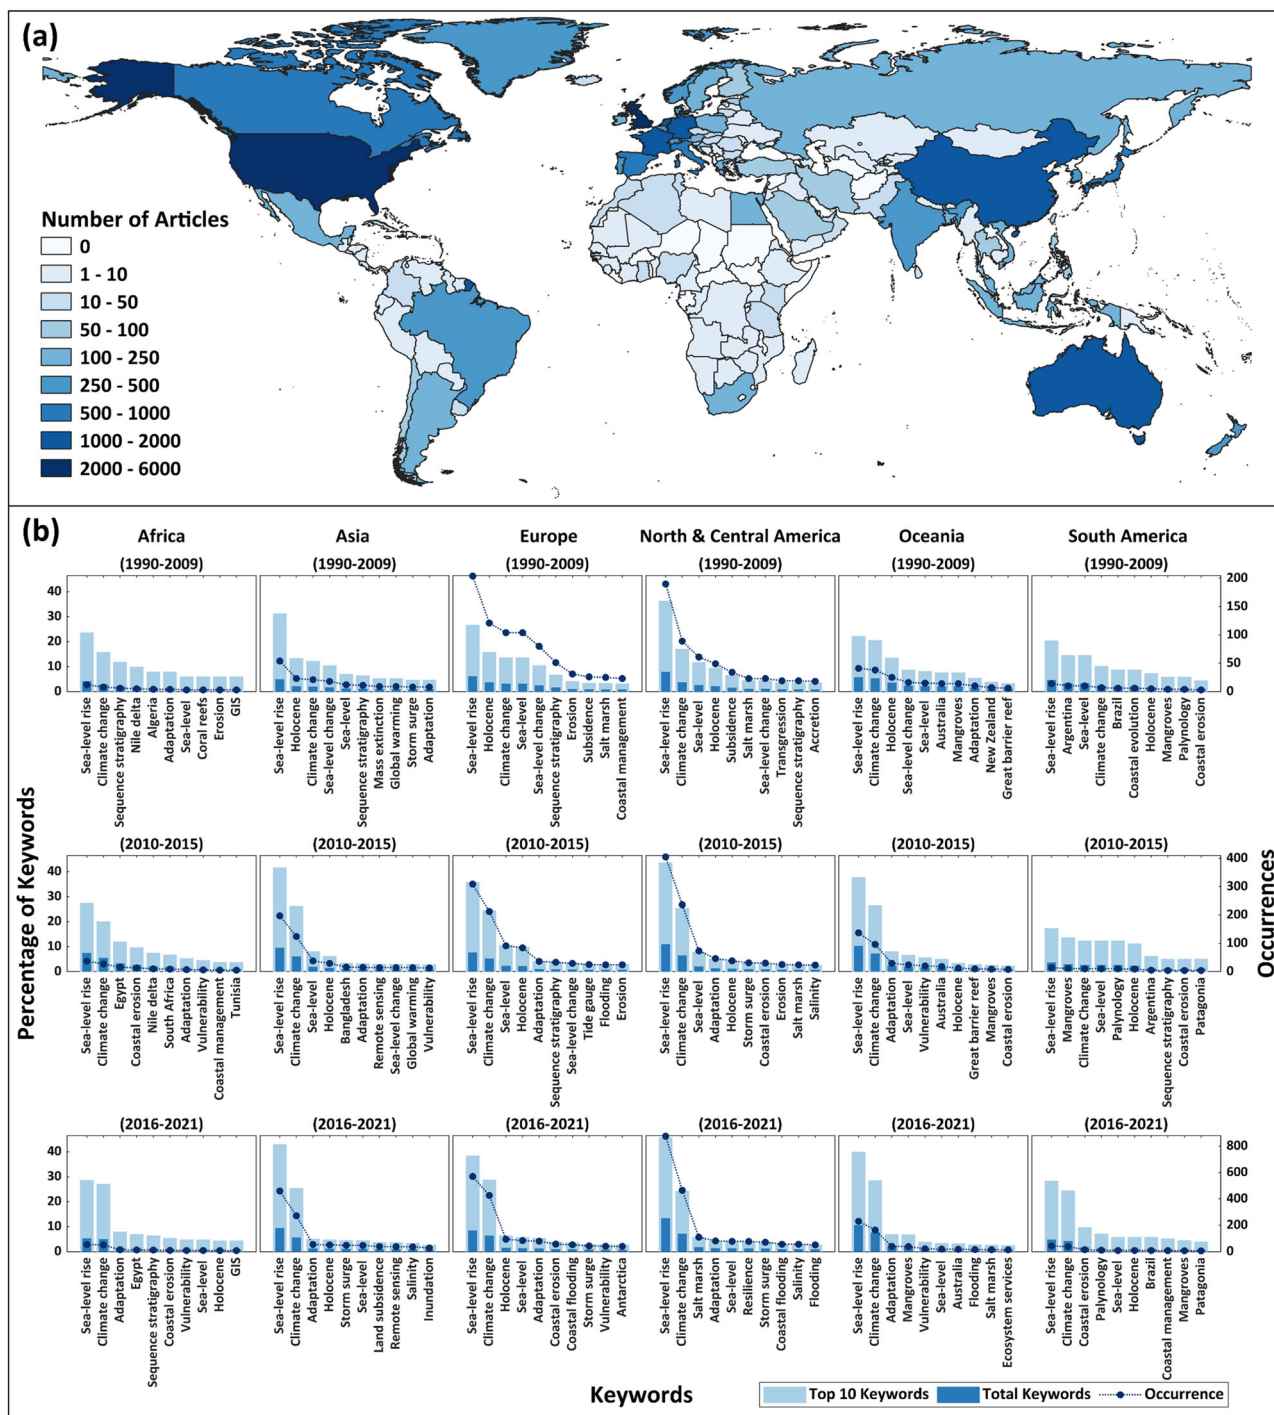 (a)
Number of Articles
0
1 - 10
10 - 50
50 - 100
100 - 250
250 - 500
500 - 1000
1000 - 2000
2000 - 6000
(b)
Africa
Asia
Europe
North & Central America
Oceania
South America
(1990-2009)
(1990-2009)
(1990-2009)
(1990-2009)
(1990-2009)
(1990-2009)
40
30
20
10
0
200
150
100
50
0
Sea-level rise
Climate change
Sequence stratigraphy
Nile delta
Algeria
Adaptation
Sea-level
Coral reefs
Erosion
GIS
Sea-level rise
Holocene
Climate change
Sea-level change
Sea-level
Sequence stratigraphy
Mass extinction
Global warming
Storm surge
Adaptation
Sea-level rise
Holocene
Climate change
Sea-level
Sea-level change
Sequence stratigraphy
Erosion
Subsidence
Salt marsh
Coastal management
Sea-level rise
Climate change
Sea-level
Holocene
Subsidence
Salt marsh
Sea-level change
Transgression
Sequence stratigraphy
Accretion
Sea-level rise
Climate change
Holocene
Sea-level change
Sea-level
Australia
Mangroves
Adaptation
New Zealand
Great barrier reef
Sea-level rise
Argentina
Sea-level
Climate change
Brazil
Coastal evolution
Holocene
Mangroves
Palynology
Coastal erosion
Percentage of Keywords
Occurrences
(2010-2015)
(2010-2015)
(2010-2015)
(2010-2015)
(2010-2015)
(2010-2015)
40
30
20
10
0
400
300
200
100
0
Sea-level rise
Climate change
Egypt
Coastal erosion
Nile delta
South Africa
Adaptation
Vulnerability
Coastal management
Tunisia
Sea-level rise
Climate change
Sea-level
Holocene
Bangladesh
Adaptation
Remote sensing
Sea-level change
Global warming
Vulnerability
Sea-level rise
Climate change
Sea-level
Holocene
Adaptation
Sequence stratigraphy
Sea-level change
Tide gauge
Flooding
Erosion
Sea-level rise
Climate change
Sea-level
Adaptation
Holocene
Storm surge
Coastal erosion
Erosion
Salt marsh
Salinity
Sea-level rise
Climate change
Adaptation
Sea-level
Vulnerability
Australia
Holocene
Great barrier reef
Mangroves
Coastal erosion
Sea-level rise
Mangroves
Climate change
Sea-level
Palynology
Holocene
Argentina
Sequence stratigraphy
Coastal erosion
Patagonia
(2016-2021)
(2016-2021)
(2016-2021)
(2016-2021)
(2016-2021)
(2016-2021)
40
30
20
10
0
800
600
400
200
0
Sea-level rise
Climate change
Adaptation
Egypt
Sequence stratigraphy
Coastal erosion
Vulnerability
Sea-level
Holocene
GIS
Sea-level rise
Climate change
Adaptation
Holocene
Storm surge
Sea-level
Land subsidence
Remote sensing
Salinity
Inundation
Sea-level rise
Climate change
Holocene
Sea-level
Adaptation
Coastal erosion
Coastal flooding
Storm surge
Vulnerability
Antarctica
Sea-level rise
Climate change
Salt marsh
Adaptation
Sea-level
Resilience
Storm surge
Coastal flooding
Salinity
Flooding
Sea-level rise
Climate change
Adaptation
Mangroves
Vulnerability
Sea-level
Australia
Flooding
Salt marsh
Ecosystem services
Sea-level rise
Climate change
Coastal erosion
Palynology
Sea-level
Holocene
Brazil
Coastal management
Mangroves
Patagonia
Keywords
Top 10 Keywords
Total Keywords
Occurrence